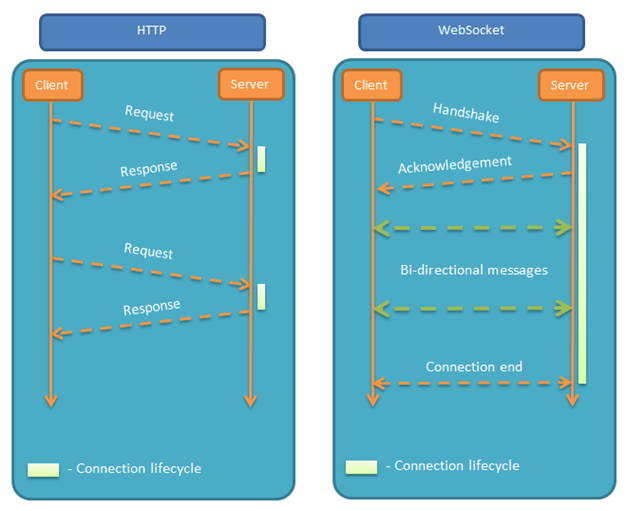 HTTP
Client
Server
Request
Response
Request
Response
- Connection lifecycle
WebSocket
Client
Server
Handshake
Acknowledgement
Bi-directional messages
Connection end
- Connection lifecycle